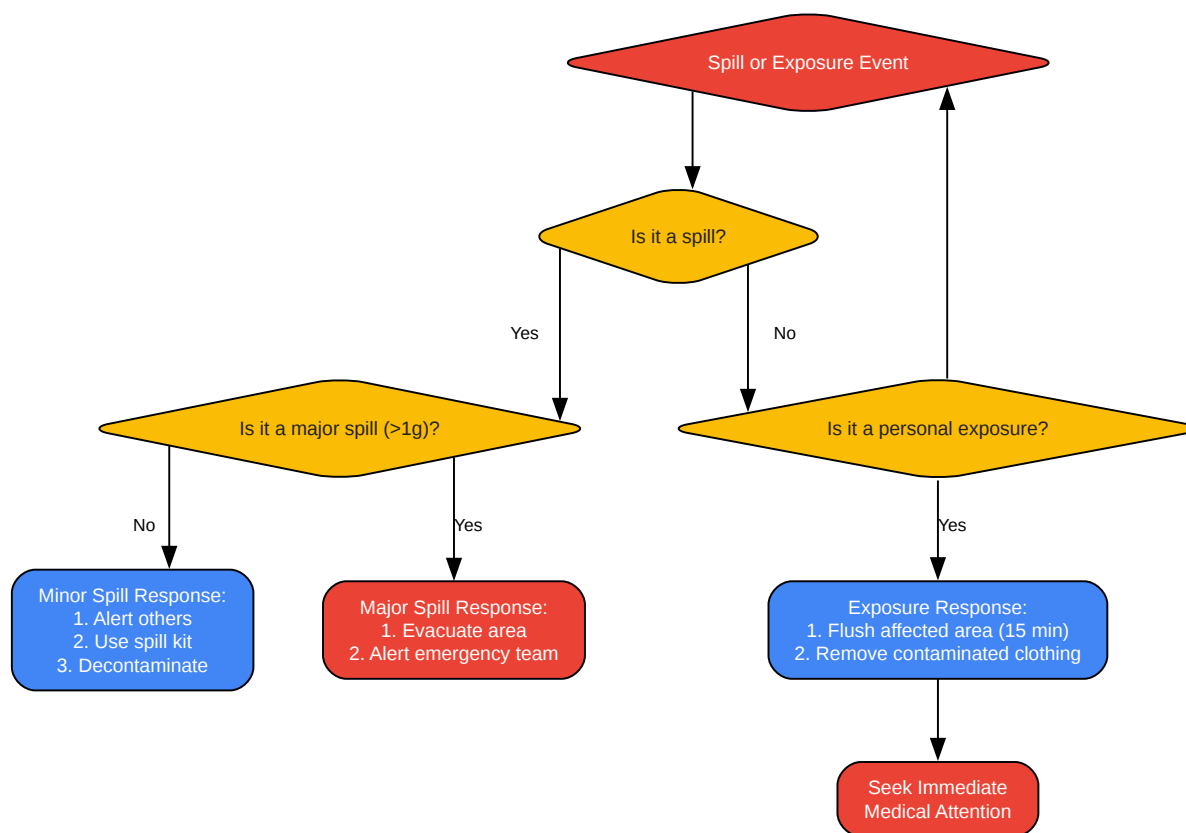 Spill or Exposure Event
Is it a spill?
Yes
No
Is it a major spill (>1g)?
Is it a personal exposure?
No
Yes
Yes
Minor Spill Response:
1. Alert others
2. Use spill kit
3. Decontaminate
Major Spill Response:
1. Evacuate area
2. Alert emergency team
Exposure Response:
1. Flush affected area (15 min)
2. Remove contaminated clothing
Seek Immediate
Medical Attention